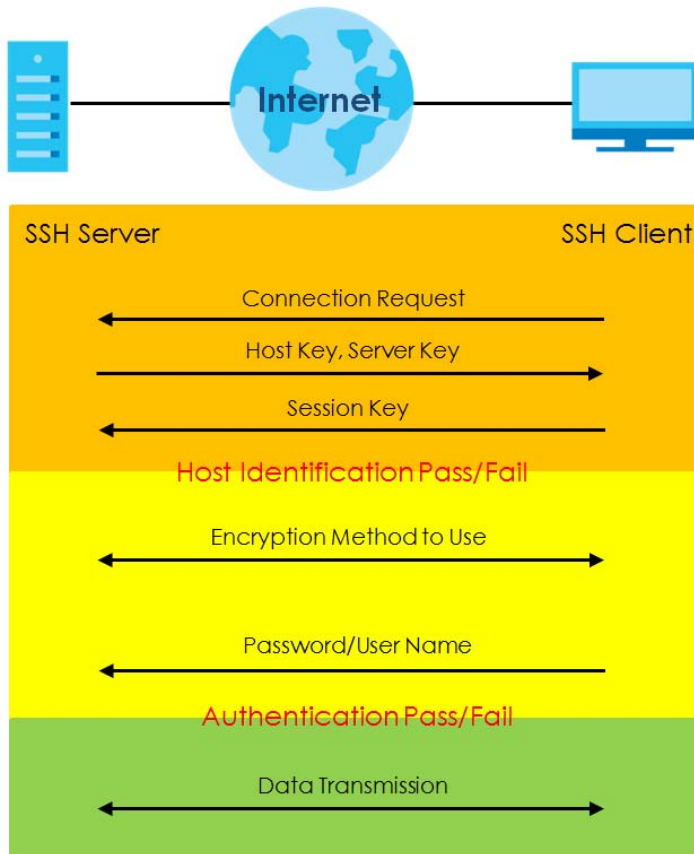 Internet
SSH Server
SSH Client
Connection Request
Host Key, Server Key
Session Key
Host Identification Pass/Fail
Encryption Method to Use
Password/User Name
Authentication Pass/Fail
Data Transmission